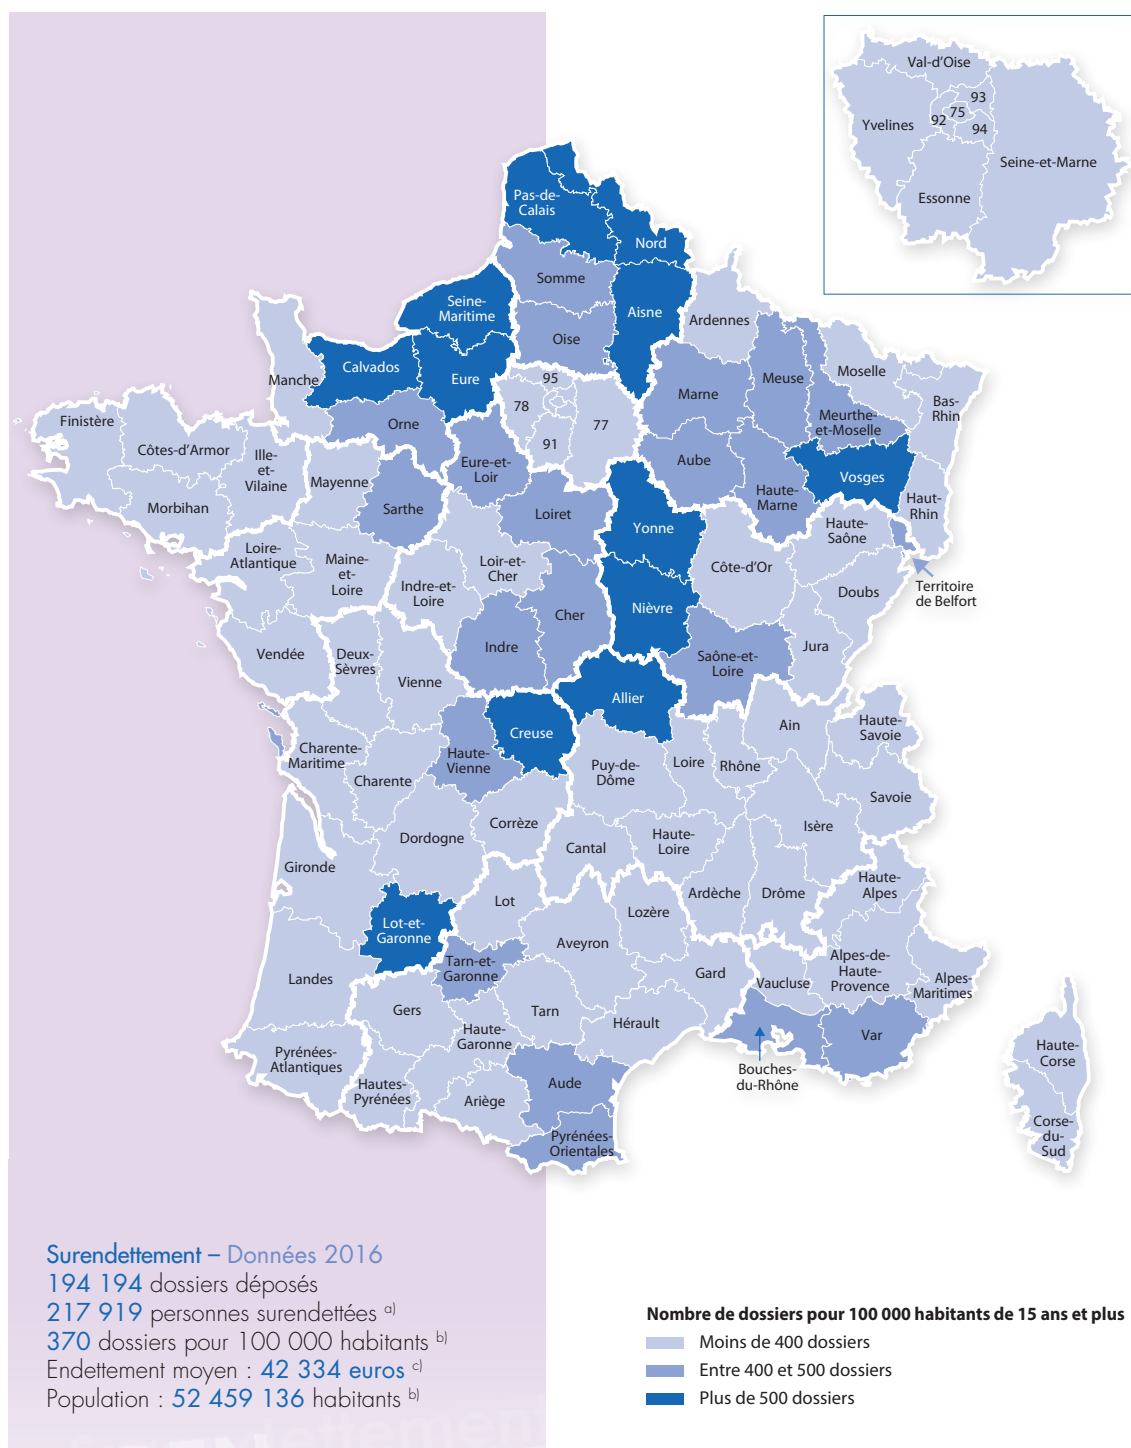 Val-d'Oise
93
75
92
94
Yvelines
Seine-et-Marne
Essonne
Pas-de-
Calais
Nord
Somme
Seine-
Maritime
Aisne
Ardennes
Oise
Calvados
Eure
Manche
95
78
77
91
Marne
Meuse
Moselle
Bas-
Rhin
Meurthe-
et-Moselle
Finistère
Côtes-d'Armor
Ille-
et-
Vilaine
Orne
Eure-et-
Loir
Aube
Vosges
Mayenne
Morbihan
Sarthe
Loiret
Yonne
Haute-
Marne
Haut-
Rhin
Haute-
Saône
Loire-
Atlantique
Maine-
et-
Loire
Indre-et-
Loire
Loir-et-
Cher
Côte-d'Or
Doubs
Territoire
de Belfort
Cher
Nièvre
Vendée
Deux-
Sèvres
Vienne
Indre
Saône-et-
Loire
Jura
Allier
Creuse
Ain
Haute-
Savoie
Charente-
Maritime
Charente
Haute-
Vienne
Puy-de-
Dôme
Loire
Rhône
Savoie
Dordogne
Corrèze
Isère
Cantal
Haute-
Loire
Gironde
Ardèche
Drôme
Haute-
Alpes
Lot
Lozère
Lot-et-
Garonne
Aveyron
Tarn-et-
Garonne
Landes
Gard
Vaucluse
Alpes-de-
Haute-
Provence
Alpes-
Maritimes
Gers
Haute-
Garonne
Tarn
Hérault
Var
Bouches-
du-Rhône
Pyrénées-
Atlantiques
Hautes-
Pyrénées
Ariège
Aude
Pyrénées-
Orientales
Haute-
Corse
Corse-
du-
Sud
Surendettement – Données 2016
194 194 dossiers déposés
217 919 personnes surendettées a)
370 dossiers pour 100 000 habitants b)
Endettement moyen : 42 334 euros c)
Population : 52 459 136 habitants b)
Nombre de dossiers pour 100 000 habitants de 15 ans et plus
Moins de 400 dossiers
Entre 400 et 500 dossiers
Plus de 500 dossiers